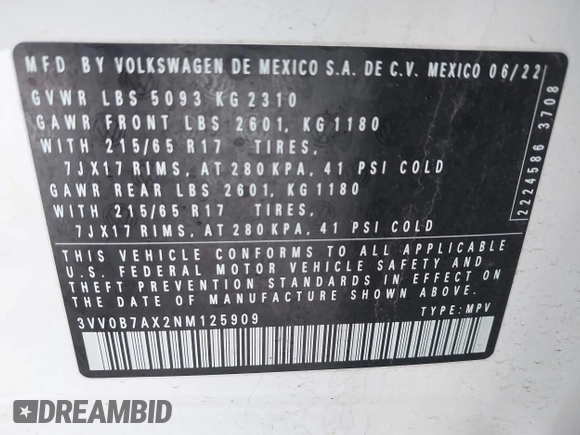 MFD. BY VOLKSWAGEN DE MEXICO S.A. DE C.V. MEXICO 06/22
GVWR LBS 5093 KG 2310
GAWR FRONT LBS 2601, KG 1180
WITH 215/65 R17 TIRES,
7JX17 RIMS, AT 280 KPA, 41 PSI COLD
GAWR REAR LBS 2601, KG 1180
WITH 215/65 R17 TIRES,
7JX17 RIMS, AT 280 KPA, 41 PSI COLD
2224586 3708
THIS VEHICLE CONFORMS TO ALL APPLICABLE
U.S. FEDERAL MOTOR VEHICLE SAFETY AND
THEFT PREVENTION STANDARDS IN EFFECT ON
THE DATE OF MANUFACTURE SHOWN ABOVE.
3VV0B7AX2NM125909 TYPE: MPV
DREAMBID